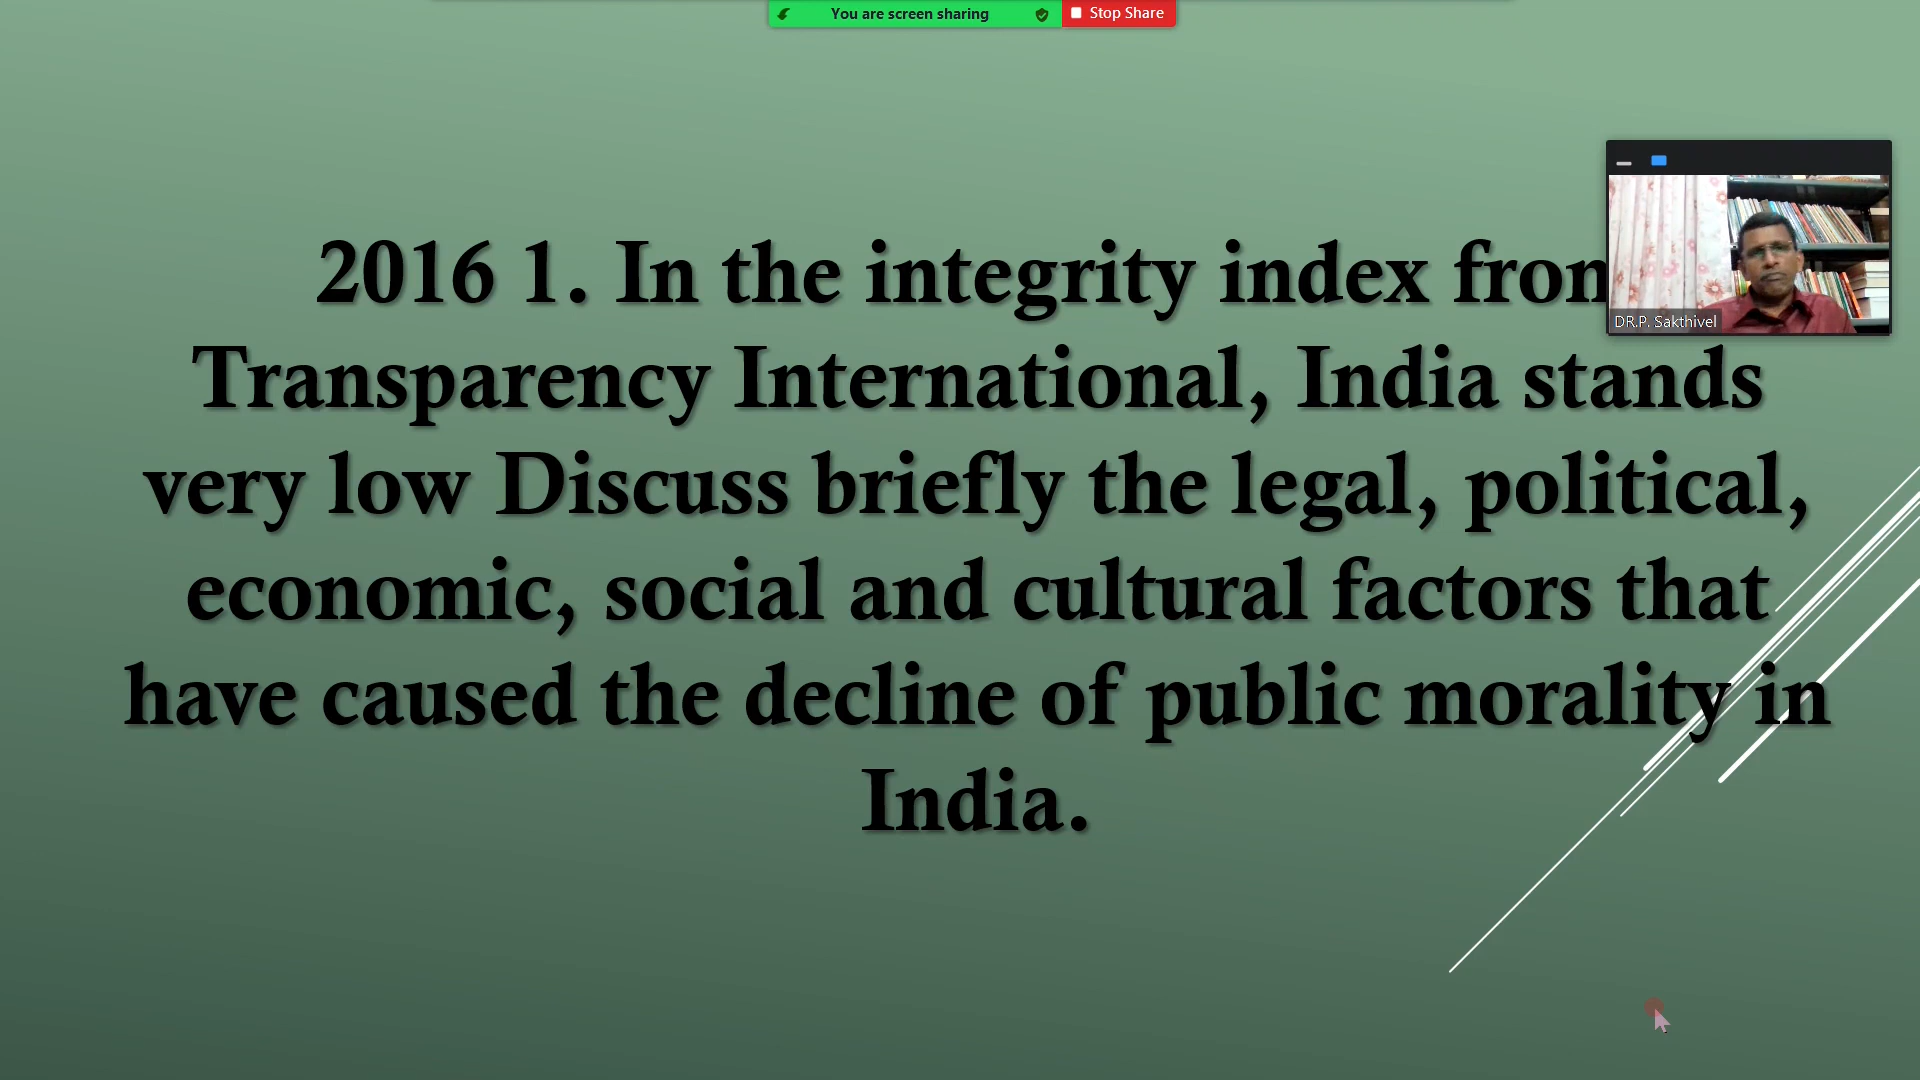 You are screen sharing
Stop Share
2016 1. In the integrity index
Transparency International, India stands
very low Discuss briefly the legal, political,
economic, social and cultural factors that
have caused the decline of public morality in
India.
DR.P. Sakthivel